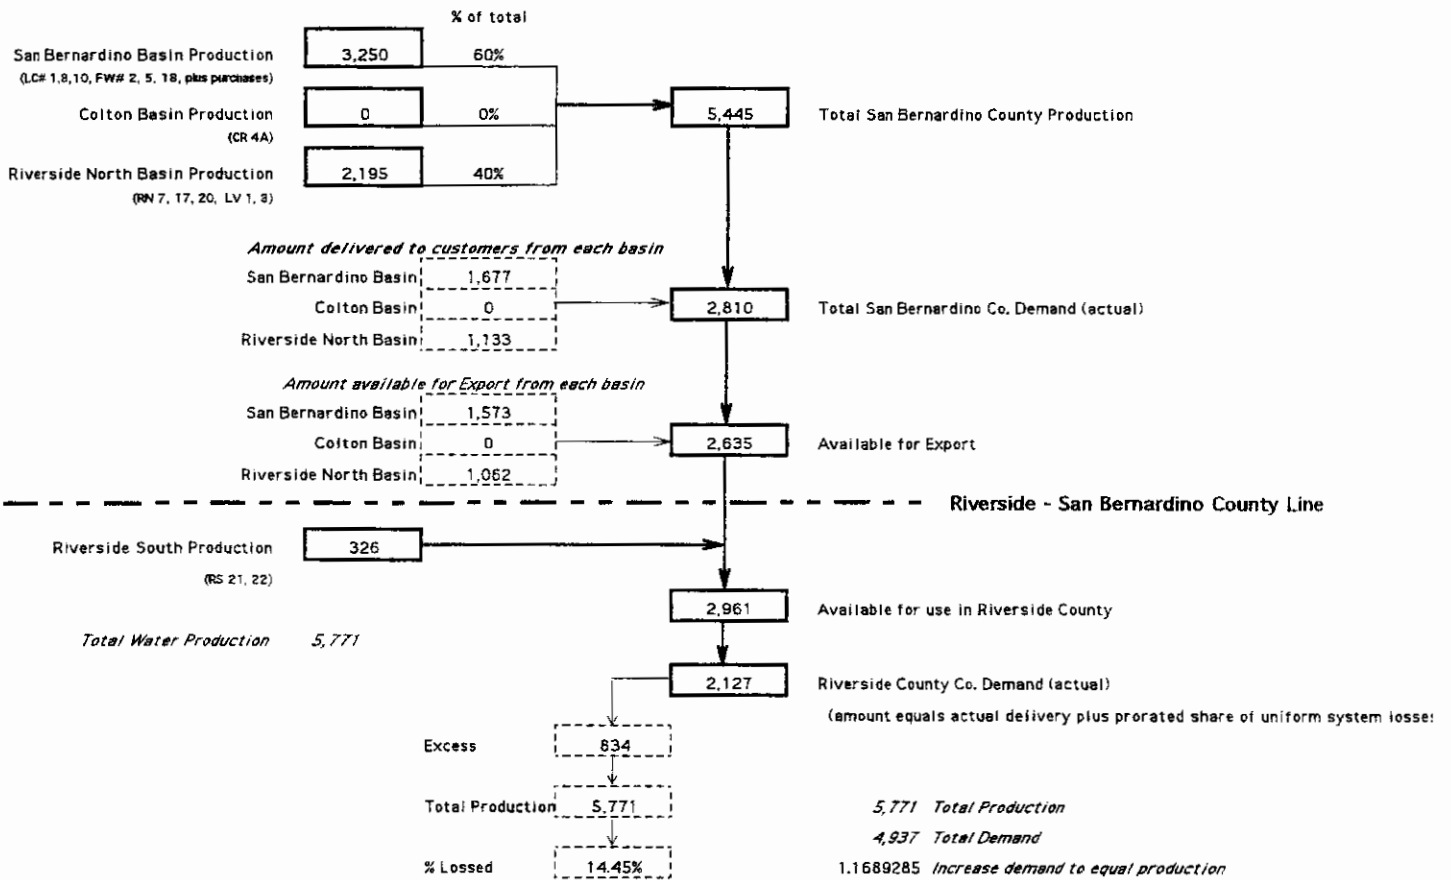 % of total
San Bernardino Basin Production 3,250 60%
(LC# 1,8,10, FW# 2, 5, 18, plus purchases)
Colton Basin Production 0 0% 5,445 Total San Bernardino County Production
(CR 4A)
Riverside North Basin Production 2,195 40%
(RN 7, 17, 20, LV 1, 3)
Amount delivered to customers from each basin
San Bernardino Basin 1,677
Colton Basin 0 2,810 Total San Bernardino Co. Demand (actual)
Riverside North Basin 1,133
Amount available for Export from each basin
San Bernardino Basin 1,573
Colton Basin 0 2,635 Available for Export
Riverside North Basin 1,062
Riverside - San Bernardino County Line
Riverside South Production 326
(RS 21, 22)
2,961 Available for use in Riverside County
Total Water Production 5,771
2,127 Riverside County Co. Demand (actual)
(amount equals actual delivery plus prorated share of uniform system losses
Excess 834
Total Production 5,771 5,771 Total Production
4,937 Total Demand
% Lossed 14.45% 1.1689285 Increase demand to equal production